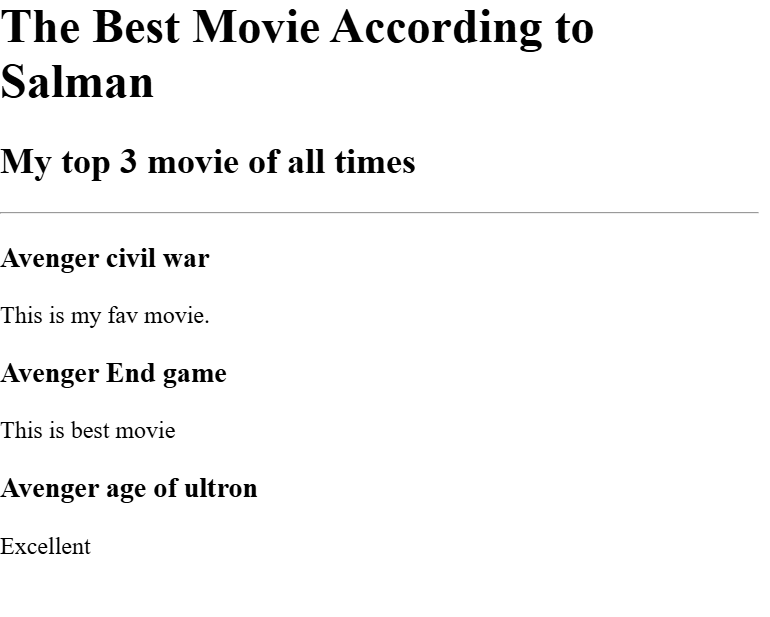 The Best Movie According to
Salman
My top 3 movie of all times
Avenger civil war
This is my fav movie.
Avenger End game
This is best movie
Avenger age of ultron
Excellent